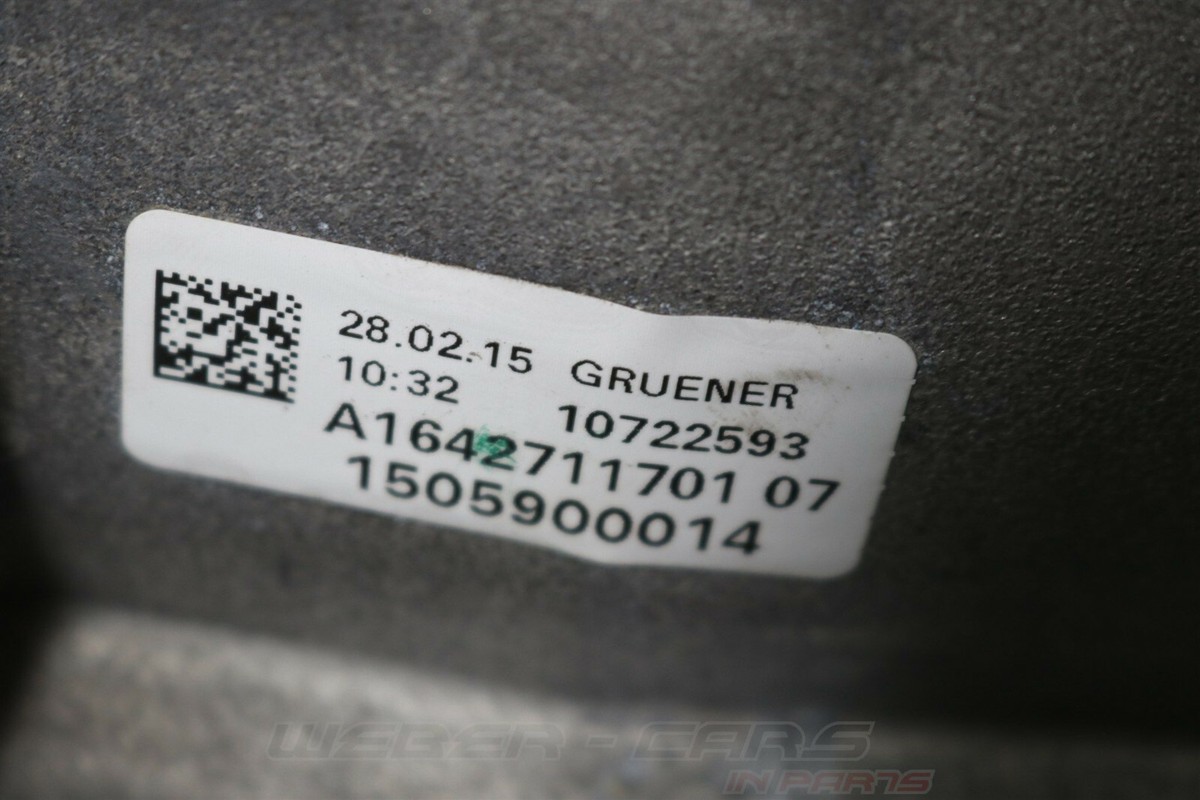 28.02.15 GRUENER
10:32 10722593
A1642711701 07
1505900014
WEBER - CARS
IN PARTS